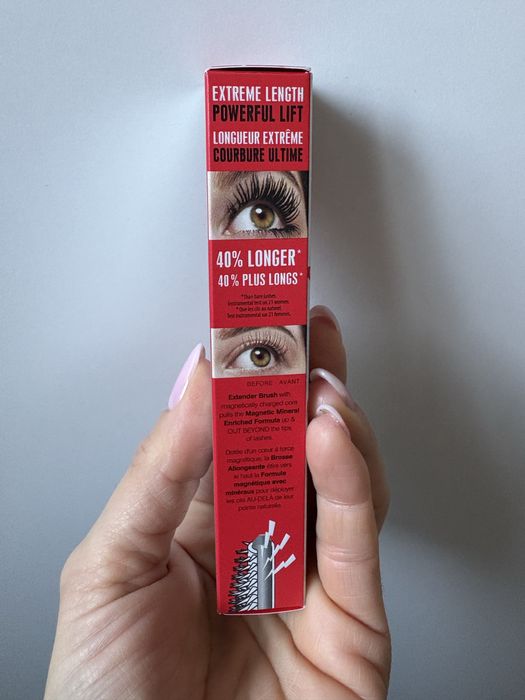 EXTREME LENGTH
POWERFUL LIFT
LONGUEUR EXTRÊME
COURBURE ULTIME
40% LONGER*
40% PLUS LONGS*
*Than bare lashes.
Instrumental test on 21 women.
*Que les cils au naturel.
Test instrumental sur 21 femmes.
BEFORE · AVANT
Extender Brush with
magnetically charged core
pulls the Magnetic Mineral
Enriched Formula up &
OUT BEYOND the tips
of lashes.
Dotée d'un cœur à force
magnétique, la Brosse
Allongeante étire vers
le haut la Formule
magnétique avec
minéraux pour déployer
les cils AU-DELÀ de leur
pointe naturelle.